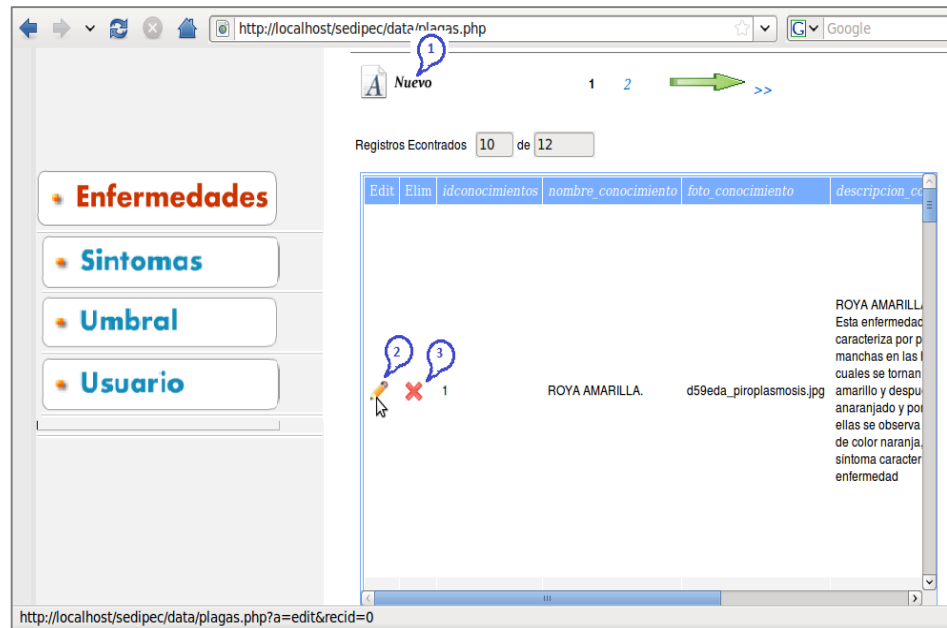 http://localhost/sedipec/data/plagas.php
G
Google
1
Nuevo
1 2 >>
Registros Econtrados 10 de 12
Enfermedades
Sintomas
Umbral
Usuario
Edit Elim idconocimientos nombre_conocimiento foto_conocimiento descripcion_co
2 3
1 ROYA AMARILLA. d59eda_piroplasmosis.jpg
ROYA AMARILL
Esta enfermedad
caracteriza por p
manchas en las
cuales se tornan
amarillo y despu
anaranjado y por
ellas se observa
de color naranja,
síntoma caracter
enfermedad
http://localhost/sedipec/data/plagas.php?a=edit&recid=0